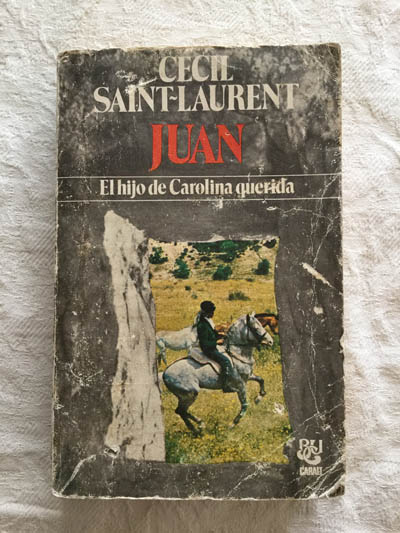 CECIL
SAINT-LAURENT
JUAN
El hijo de Carolina querida
CARALT